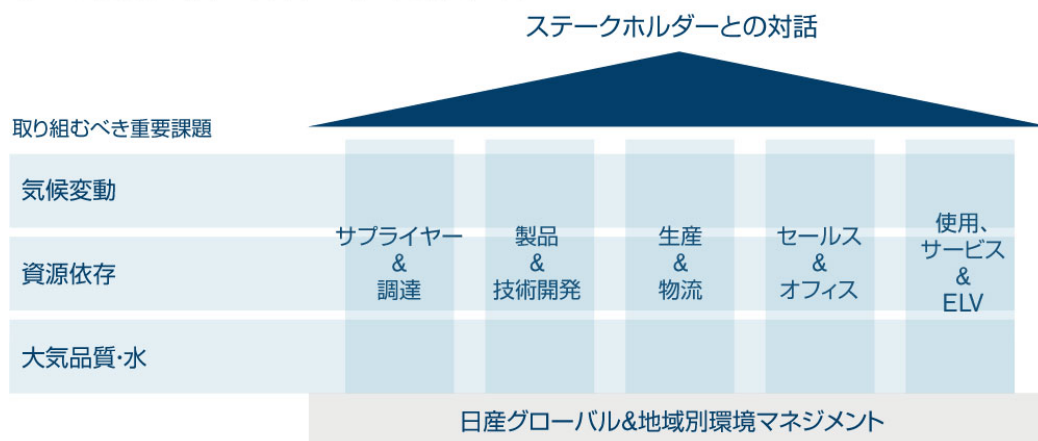 ステークホルダーとの対話
取り組むべき重要課題
気候変動
資源依存
大気品質・水
サプライヤー
&
調達
製品
&
技術開発
生産
&
物流
セールス
&
オフィス
使用、
サービス
&
ELV
日産グローバル&地域別環境マネジメント